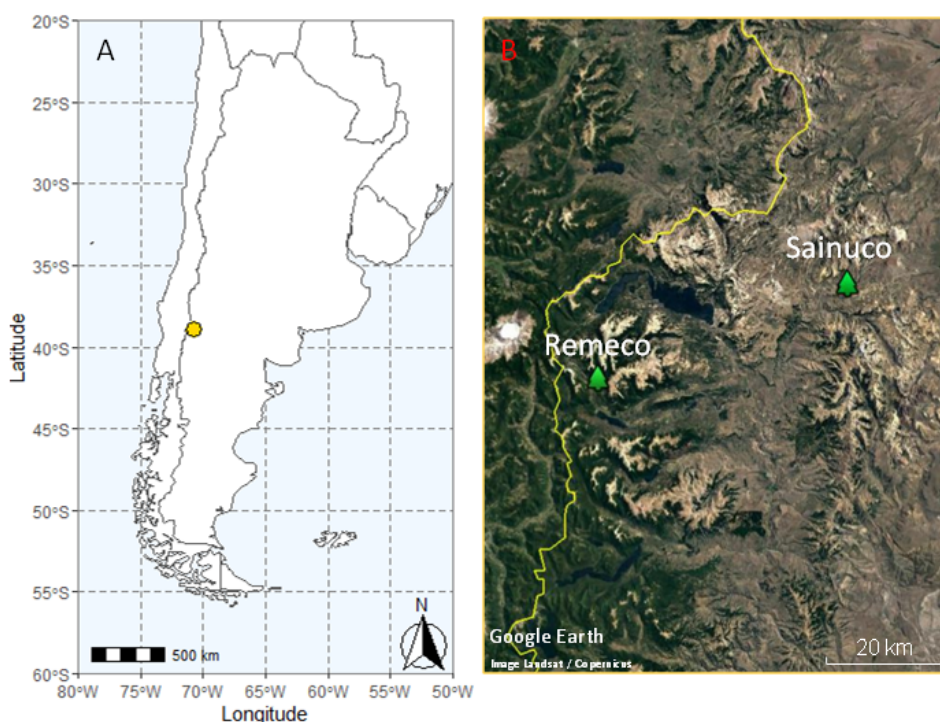 A
20°S
25°S
30°S
35°S
40°S
45°S
50°S
55°S
60°S
Latitude
N
500 km
80°W 75°W 70°W 65°W 60°W 55°W 50°W
Longitude
B
Sainuco
Remeco
Google Earth
Image Landsat / Copernicus
20 km